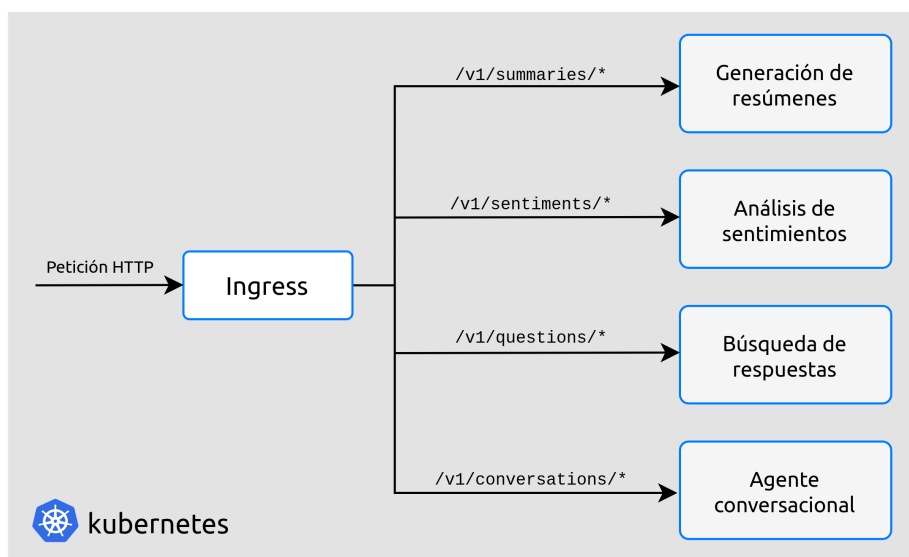 /v1/summaries/*
Generación de
resúmenes
/v1/sentiments/*
Análisis de
sentimientos
Petición HTTP
Ingress
/v1/questions/*
Búsqueda de
respuestas
/v1/conversations/*
Agente
conversacional
kubernetes